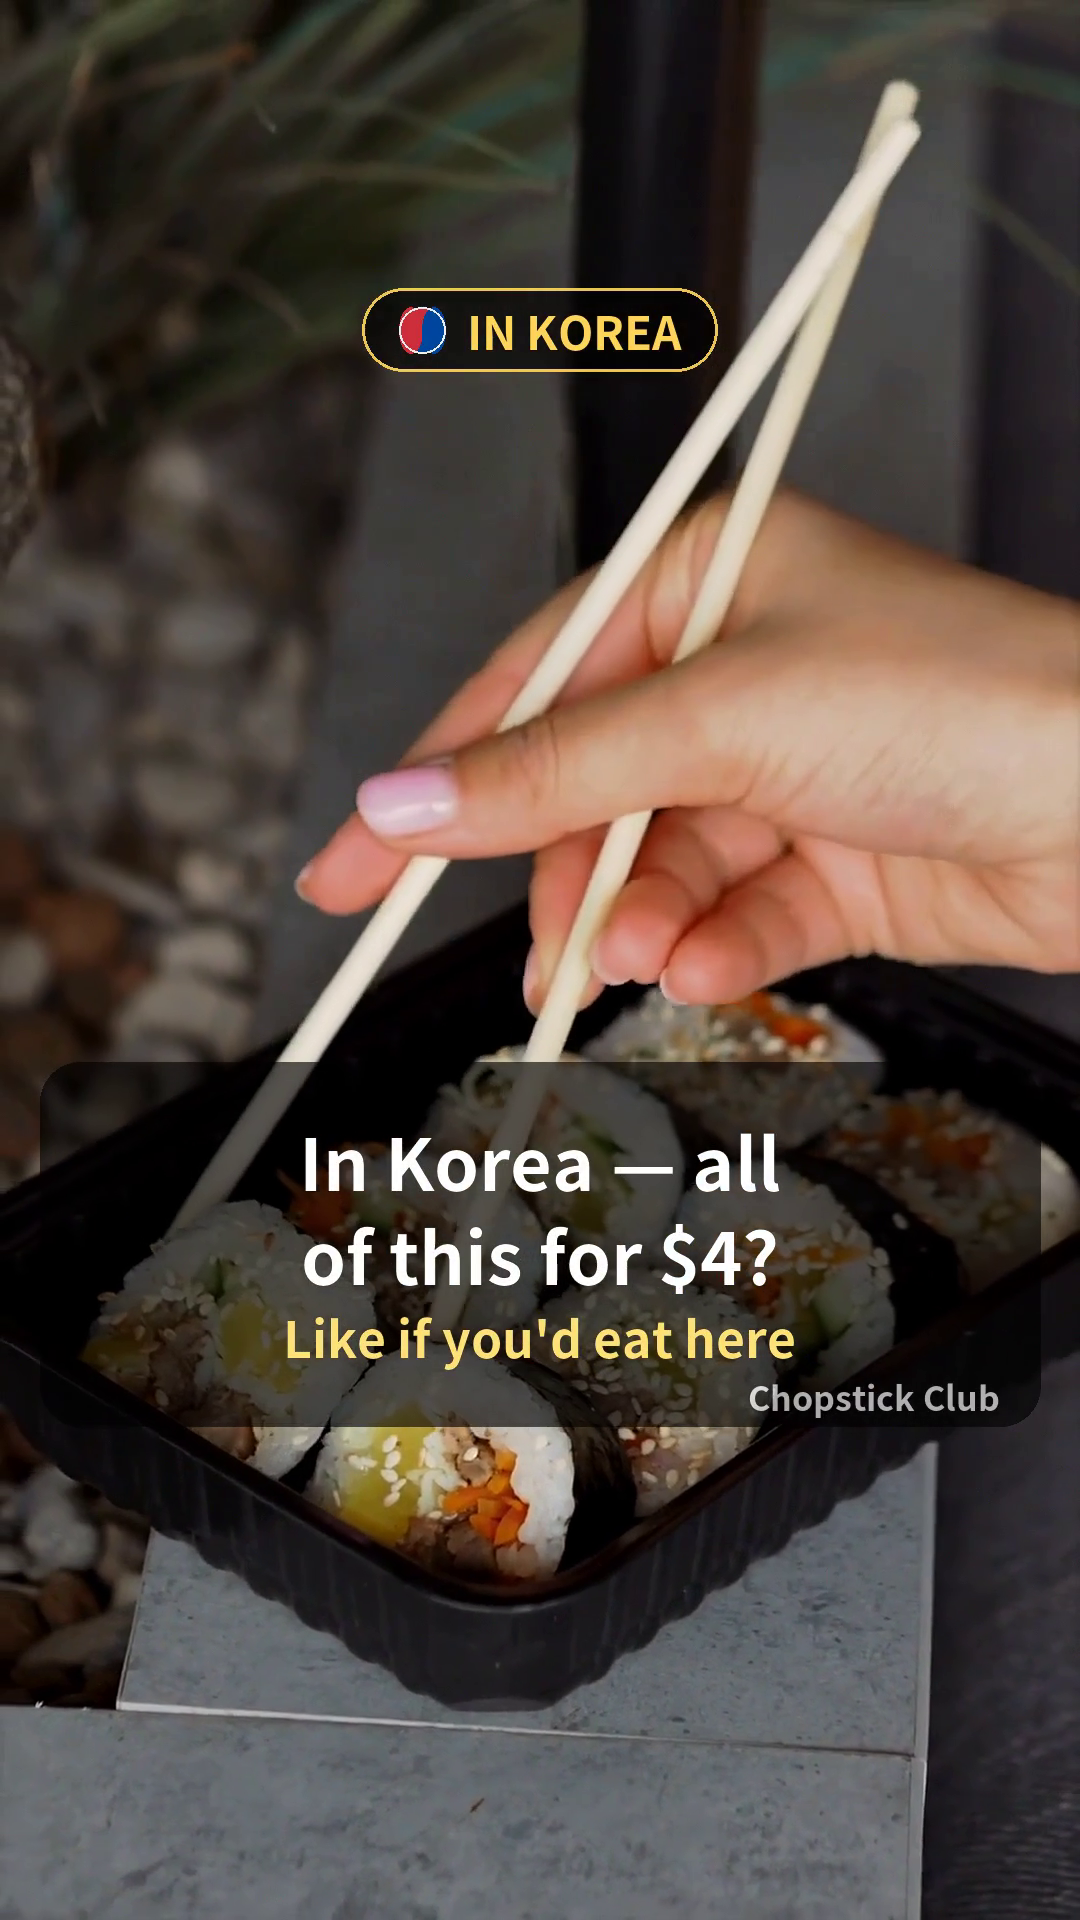 IN KOREA
In Korea — all
of this for $4?
Like if you'd eat here
Chopstick Club